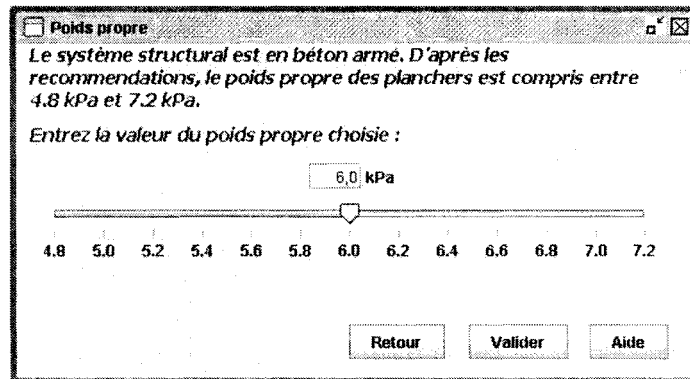 Poids propre
Le système structural est en béton armé. D'après les
recommendations, le poids propre des planchers est compris entre
4.8 kPa et 7.2 kPa.
Entrez la valeur du poids propre choisie :
6,0 kPa
4.8 5.0 5.2 5.4 5.6 5.8 6.0 6.2 6.4 6.6 6.8 7.0 7.2
Retour Valider Aide